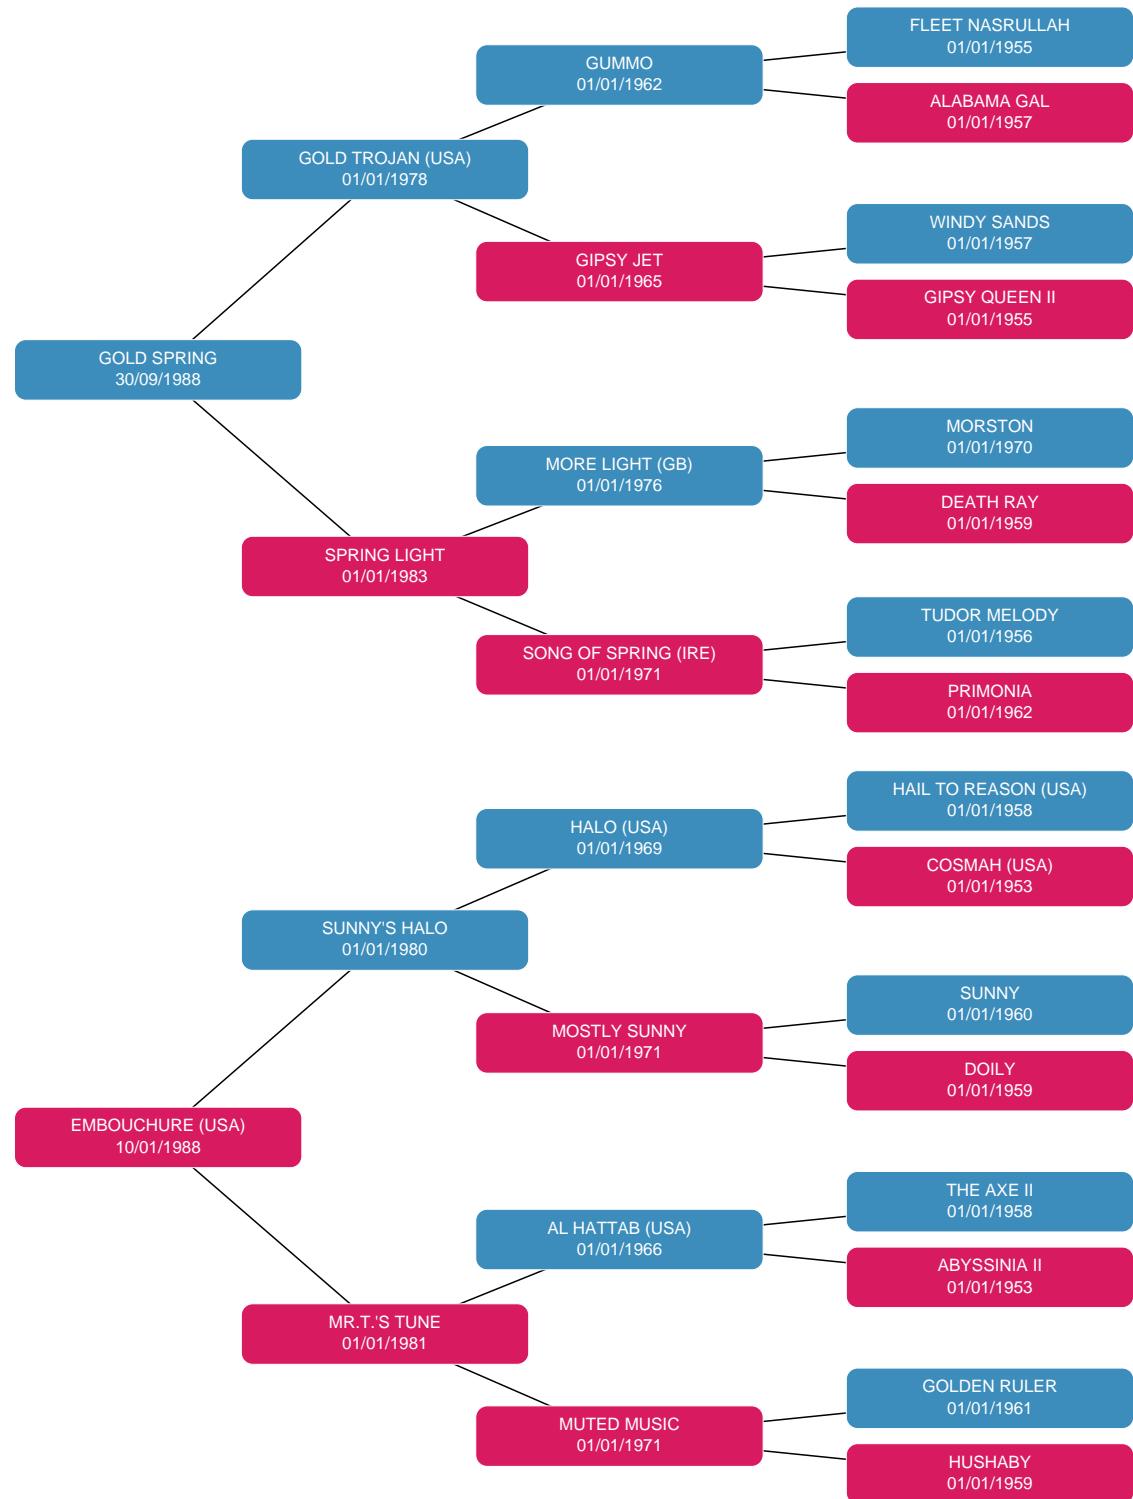 FLEET NASRULLAH
01/01/1955
GUMMO
01/01/1962
ALABAMA GAL
01/01/1957
GOLD TROJAN (USA)
01/01/1978
WINDY SANDS
01/01/1957
GIPSY JET
01/01/1965
GIPSY QUEEN II
01/01/1955
GOLD SPRING
30/09/1988
MORSTON
01/01/1970
MORE LIGHT (GB)
01/01/1976
DEATH RAY
01/01/1959
SPRING LIGHT
01/01/1983
TUDOR MELODY
01/01/1956
SONG OF SPRING (IRE)
01/01/1971
PRIMONIA
01/01/1962
HAIL TO REASON (USA)
01/01/1958
HALO (USA)
01/01/1969
COSMAH (USA)
01/01/1953
SUNNY'S HALO
01/01/1980
SUNNY
01/01/1960
MOSTLY SUNNY
01/01/1971
DOILY
01/01/1959
EMBOUCHURE (USA)
10/01/1988
THE AXE II
01/01/1958
AL HATTAB (USA)
01/01/1966
ABYSSINIA II
01/01/1953
MR.T.'S TUNE
01/01/1981
GOLDEN RULER
01/01/1961
MUTED MUSIC
01/01/1971
HUSHABY
01/01/1959